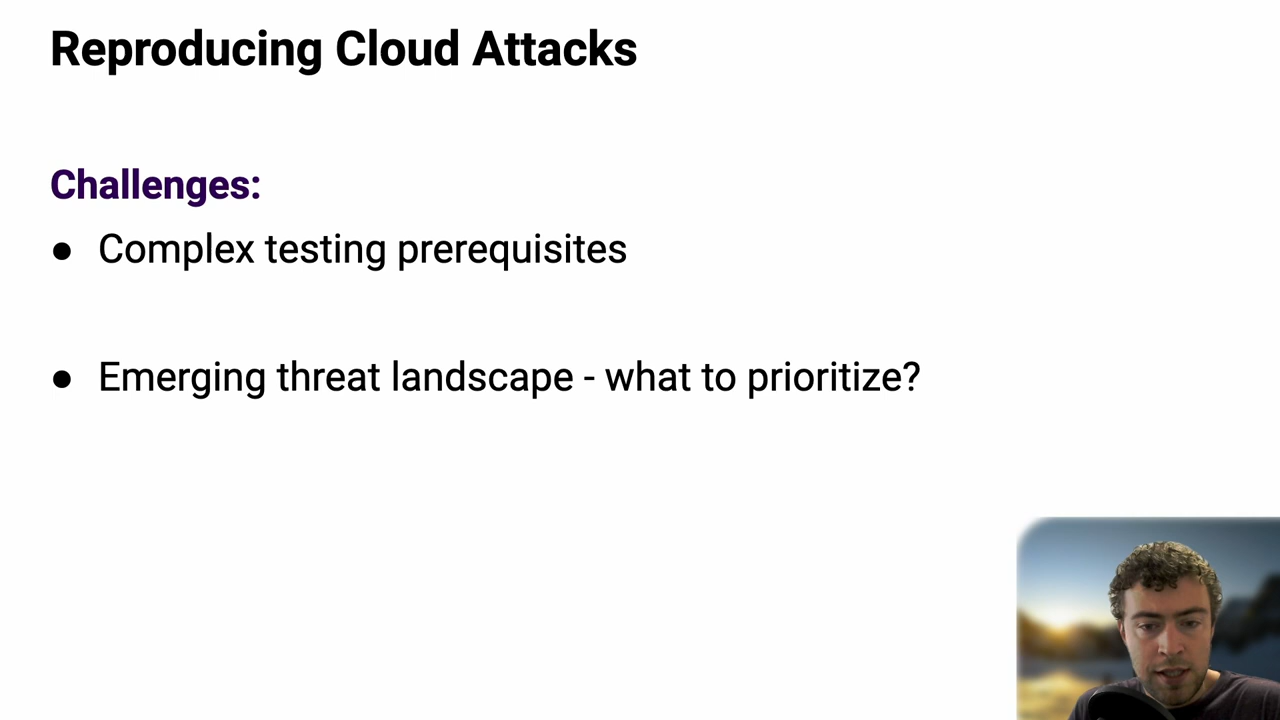 Reproducing Cloud Attacks
Challenges:
● Complex testing prerequisites
● Emerging threat landscape - what to prioritize?